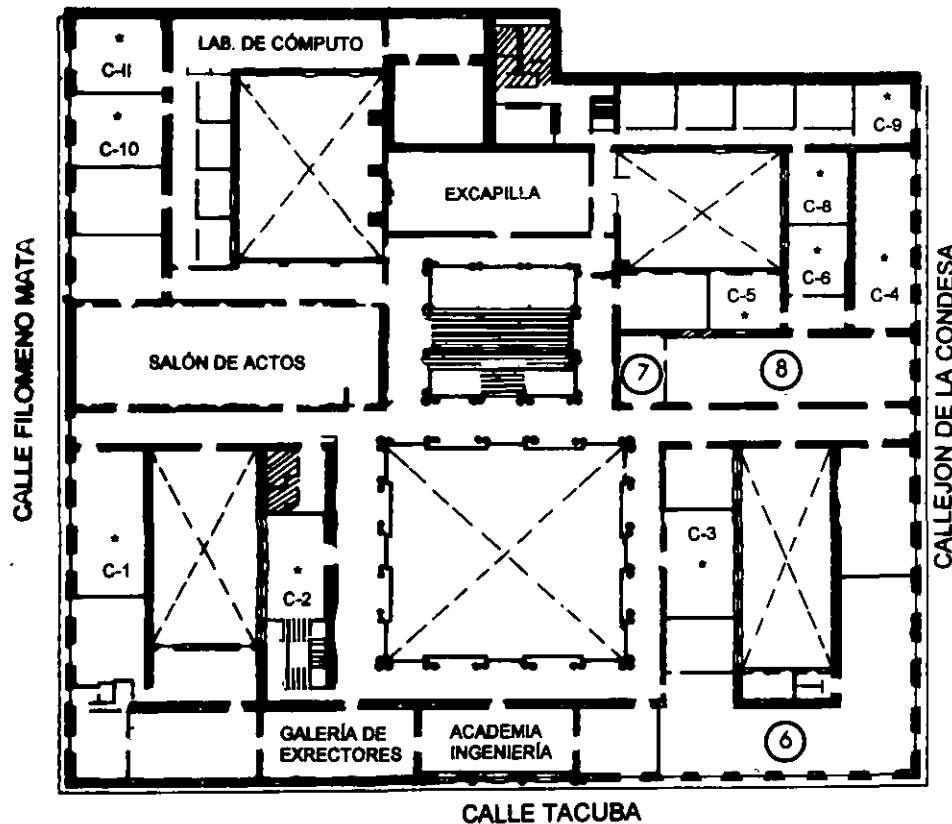 LAB. DE CÓMPUTO
* C-II
* C-10
* C-9
EXCAPILLA
* C-8
* C-6
* C-4
C-5 *
SALÓN DE ACTOS
7
8
CALLE FILOMENO MATA
CALLEJON DE LA CONDESA
* C-1
* C-2
C-3 *
GALERÍA DE
EXRECTORES
ACADEMIA
INGENIERÍA
6
CALLE TACUBA